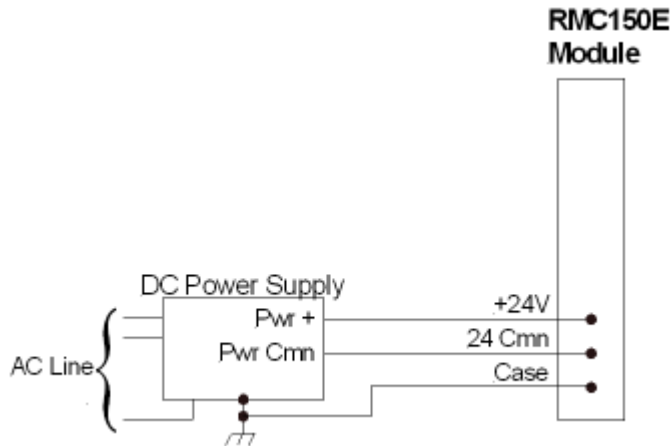 RMC150E
Module
DC Power Supply
Pwr +
+24V
Pwr Cmn
24 Cmn
AC Line
Case